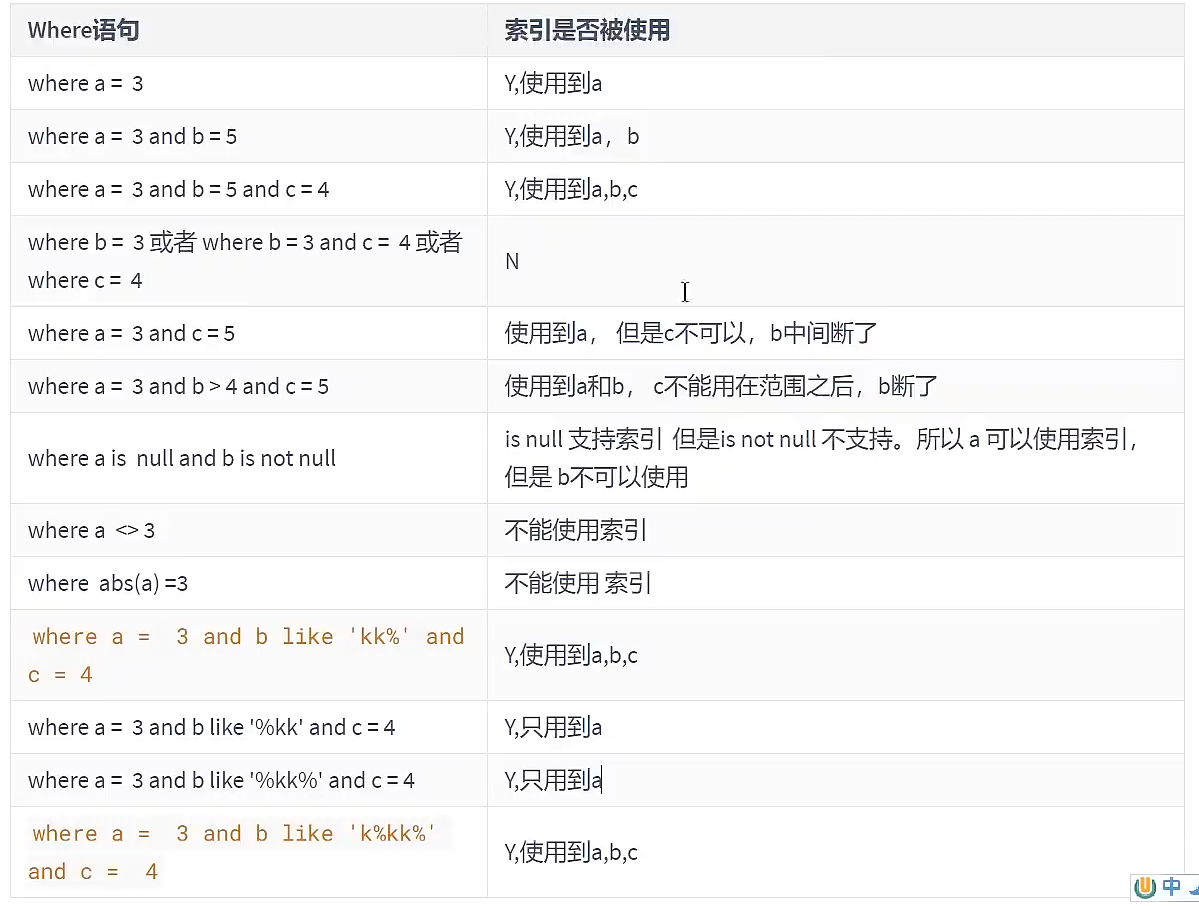 Where语句
索引是否被使用
where a = 3
Y,使用到a
where a = 3 and b = 5
Y,使用到a，b
where a = 3 and b = 5 and c = 4
Y,使用到a,b,c
where b = 3 或者 where b = 3 and c = 4 或者
where c = 4
N
where a = 3 and c = 5
使用到a， 但是c不可以，b中间断了
where a = 3 and b > 4 and c = 5
使用到a和b， c不能用在范围之后，b断了
where a is null and b is not null
is null 支持索引 但是is not null 不支持。所以 a 可以使用索引，
但是 b不可以使用
where a <> 3
不能使用索引
where abs(a) =3
不能使用 索引
where a = 3 and b like 'kk%' and
c = 4
Y,使用到a,b,c
where a = 3 and b like '%kk' and c = 4
Y,只用到a
where a = 3 and b like '%kk%' and c = 4
Y,只用到a
where a = 3 and b like 'k%kk%'
and c = 4
Y,使用到a,b,c
中